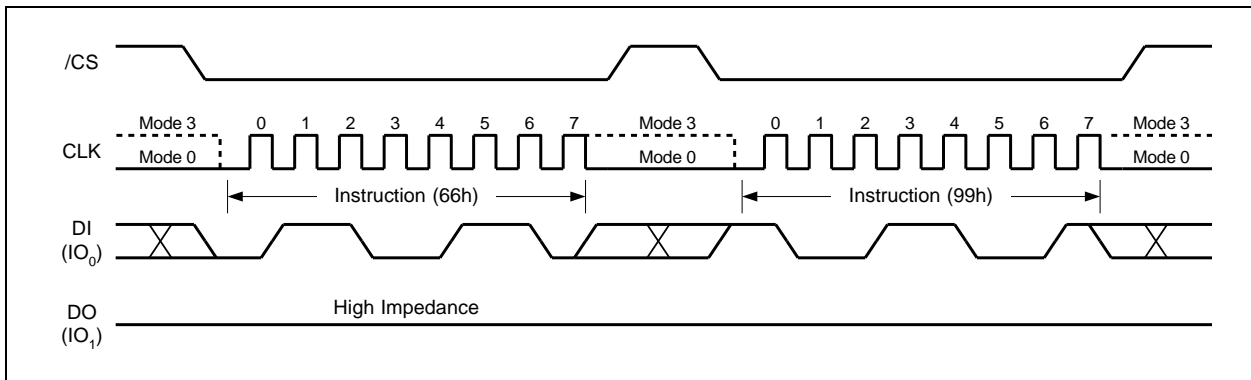 /CS
Mode 3 0 1 2 3 4 5 6 7 Mode 3 0 1 2 3 4 5 6 7 Mode 3
CLK
Mode 0 Mode 0 Mode 0
Instruction (66h) Instruction (99h)
DI
(IO₀)
High Impedance
DO
(IO₁)